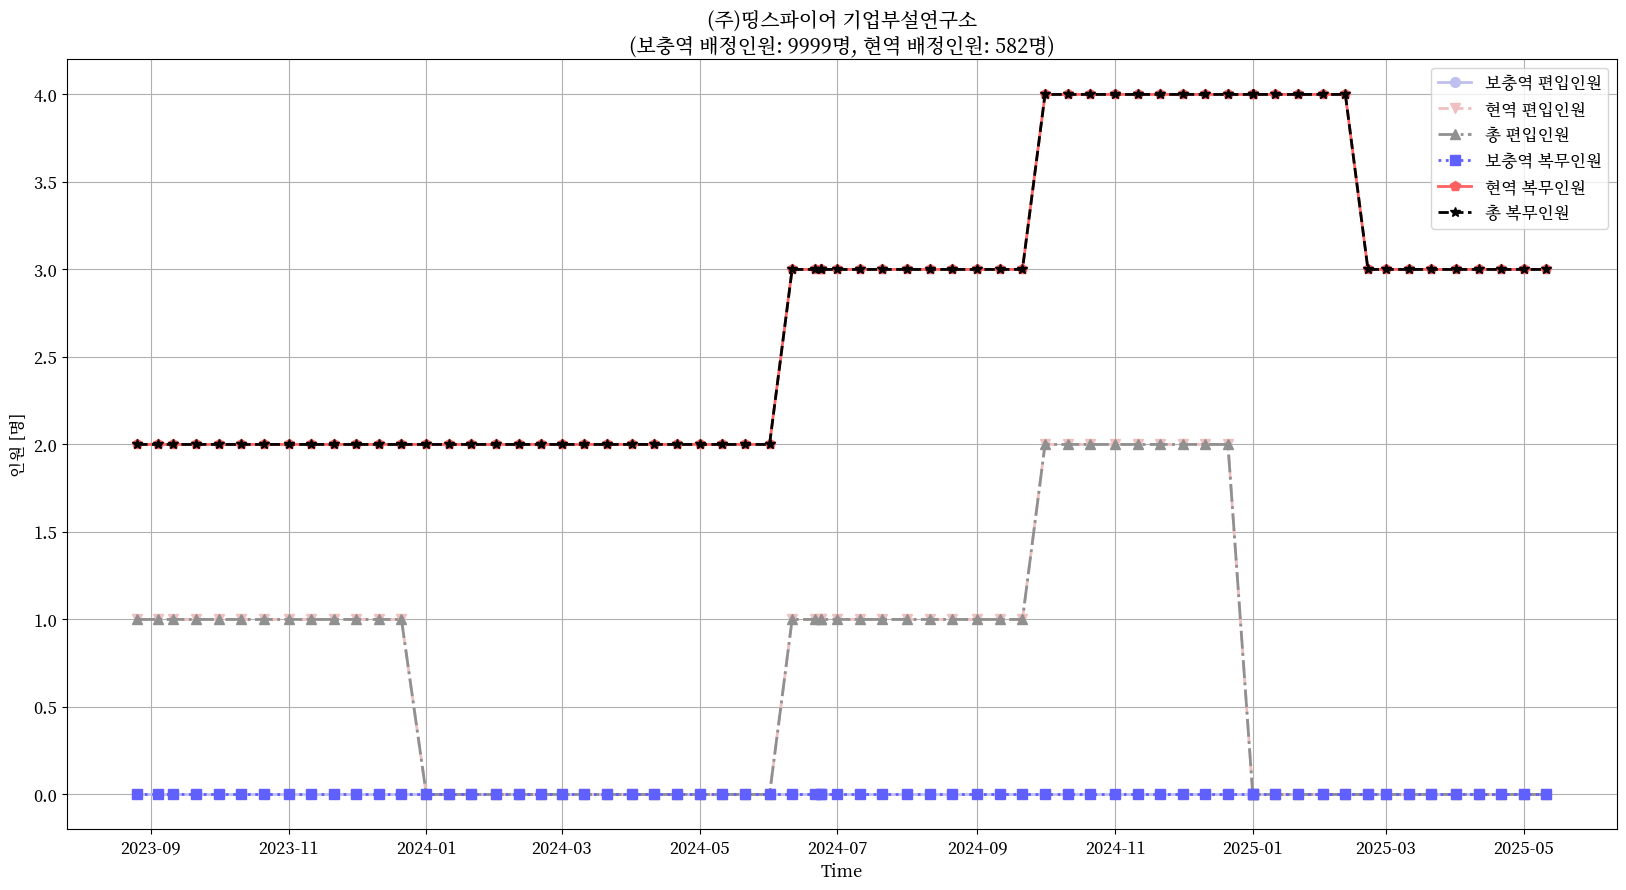 (주)띵스파이어 기업부설연구소
(보충역 배정인원: 9999명, 현역 배정인원: 582명)
보충역 편입인원
현역 편입인원
총 편입인원
보충역 복무인원
현역 복무인원
총 복무인원
인원 [명]
4.0
3.5
3.0
2.5
2.0
1.5
1.0
0.5
0.0
2023-09 2023-11 2024-01 2024-03 2024-05 2024-07 2024-09 2024-11 2025-01 2025-03 2025-05
Time